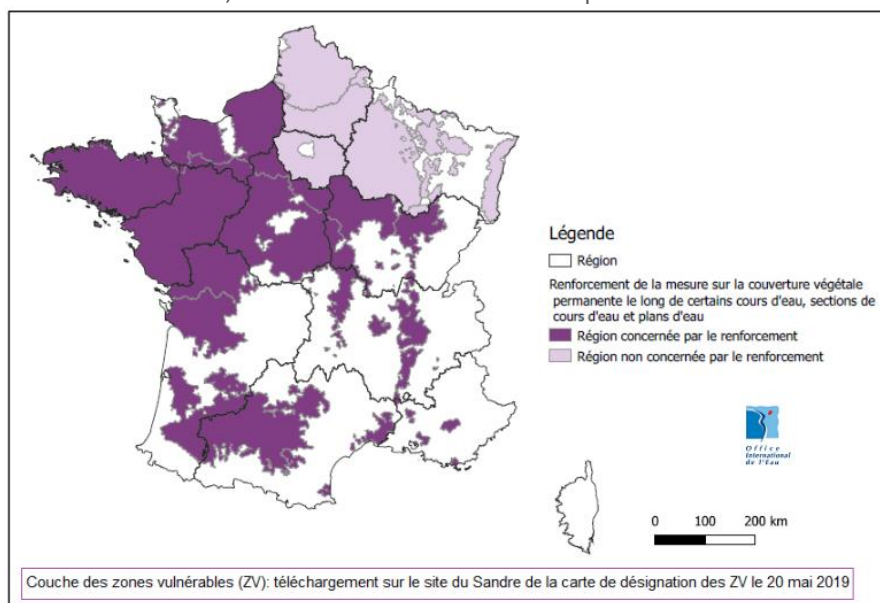 Légende
Région
Renforcement de la mesure sur la couverture végétale
permanente le long de certains cours d'eau, sections de
cours d'eau et plans d'eau
Région concernée par le renforcement
Région non concernée par le renforcement
Office
International
de l'Eau
0 100 200 km
Couche des zones vulnérables (ZV): téléchargement sur le site du Sandre de la carte de désignation des ZV le 20 mai 2019